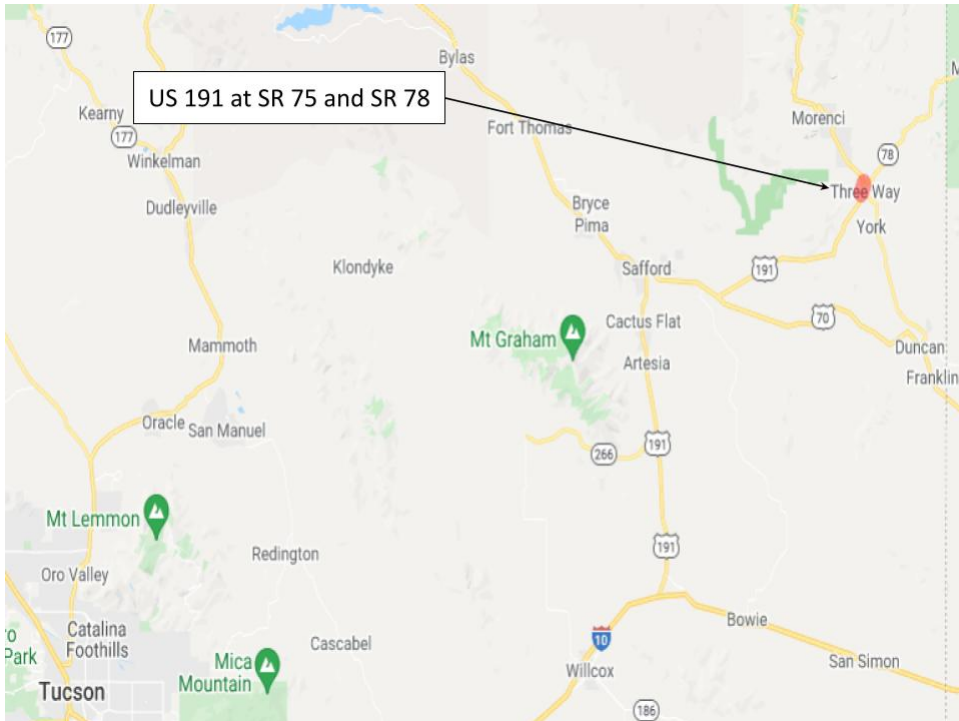 177
Bylas
US 191 at SR 75 and SR 78
Kearny
Fort Thomas
Morenci
177
78
Winkelman
Three Way
Dudleyville
Bryce
Pima
York
Klondyke
Safford
191
70
Mt Graham
Cactus Flat
Mammoth
Artesia
Duncan
Franklin
Oracle
San Manuel
191
266
Mt Lemmon
Redington
191
Oro Valley
Bowie
Catalina
Foothills
Cascabel
10
San Simon
Park
Mica
Mountain
Willcox
Tucson
186